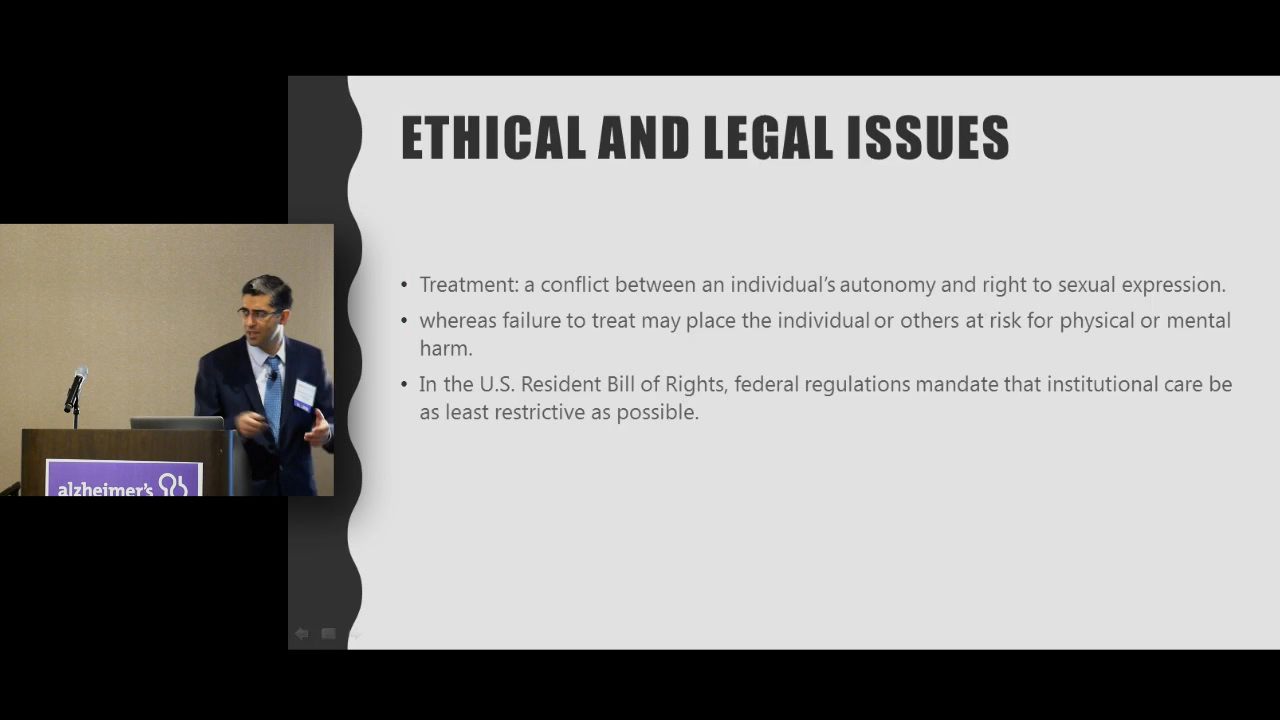 ETHICAL AND LEGAL ISSUES
• Treatment: a conflict between an individual's autonomy and right to sexual expression.
• whereas failure to treat may place the individual or others at risk for physical or mental
harm.
• In the U.S. Resident Bill of Rights, federal regulations mandate that institutional care be
as least restrictive as possible.
alzheimer's